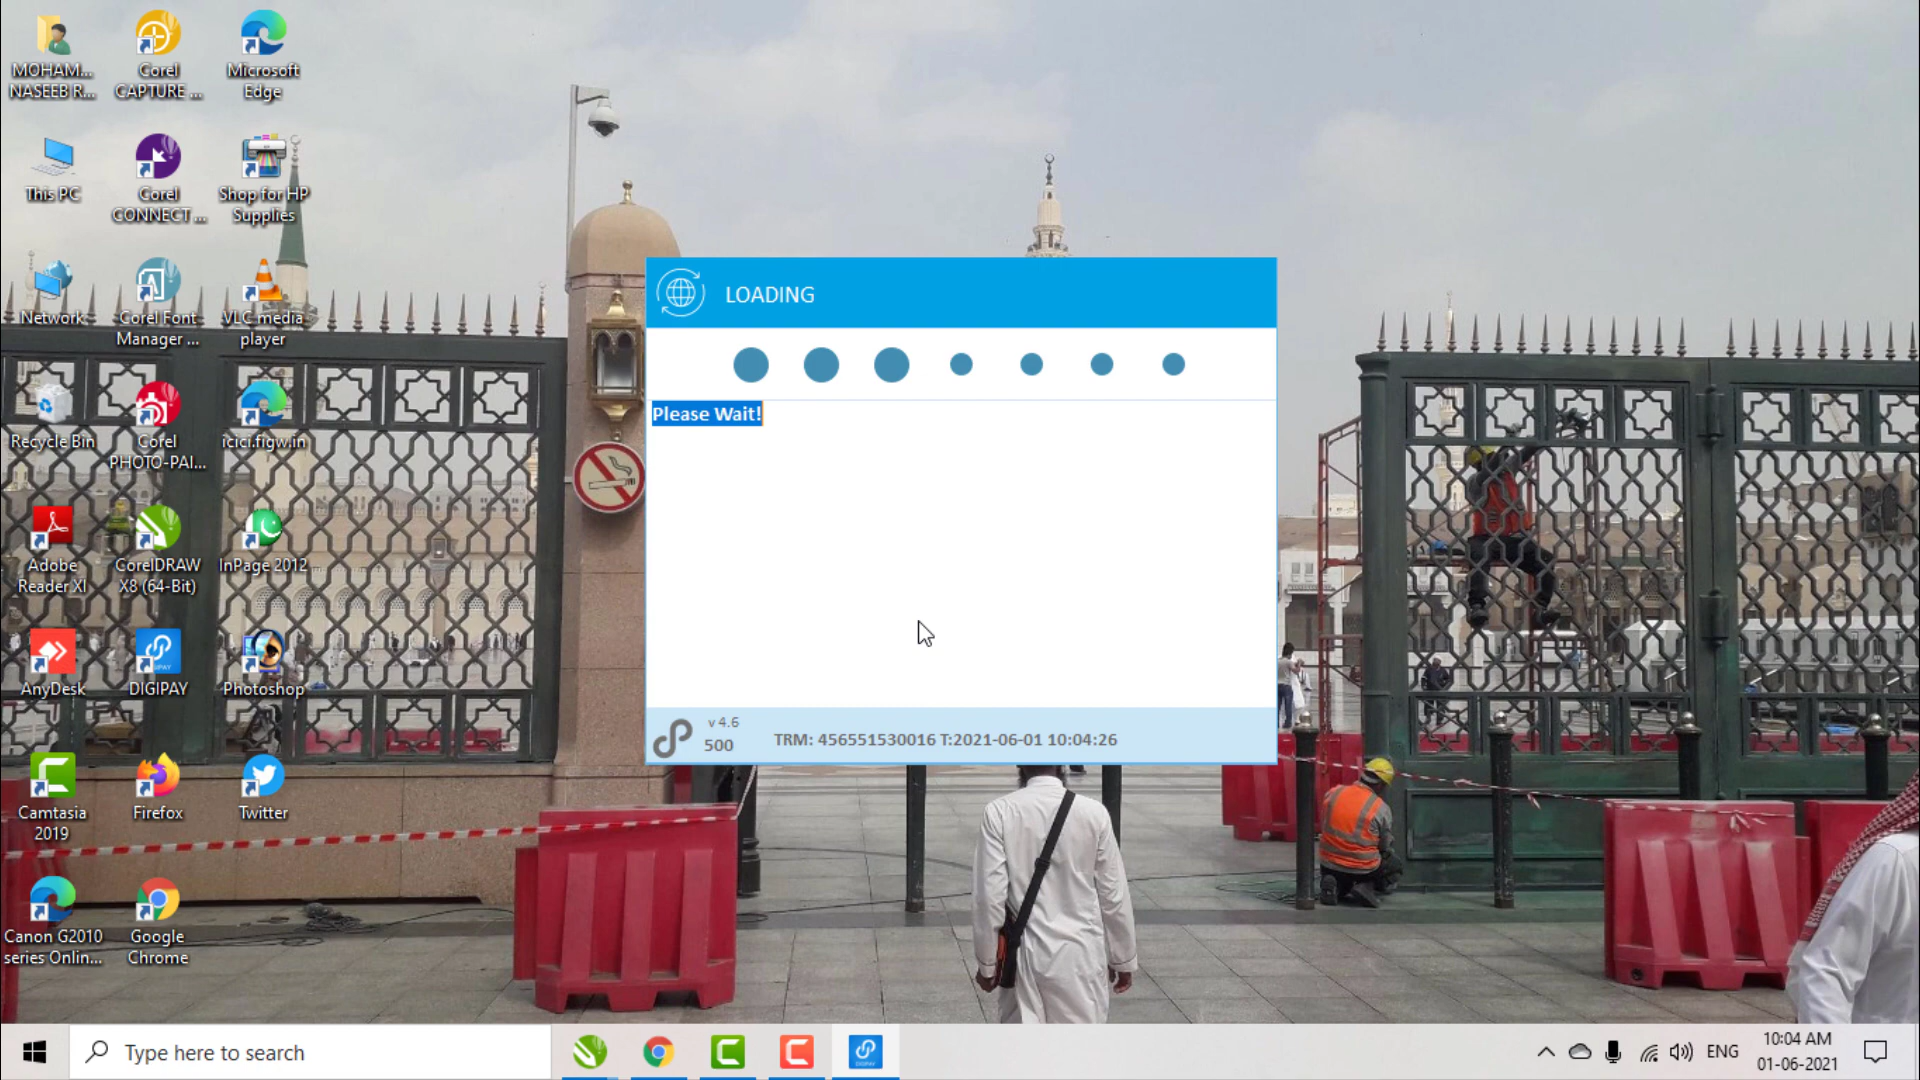 MOHAM...
NASEEB R...
Corel
CAPTURE ...
Microsoft
Edge
This PC
Corel
CONNECT ...
Shop for HP
Supplies
Network
Corel Font
Manager ...
VLC media
player
Recycle Bin
Corel
PHOTO-PAI...
icici.figw.in
Adobe
Reader XI
CorelDRAW
X8 (64-Bit)
InPage 2012
AnyDesk
DIGIPAY
Photoshop
Camtasia
2019
Firefox
Twitter
Canon G2010
series Onlin...
Google
Chrome
LOADING
Please Wait!
v 4.6
500
TRM: 456551530016 T:2021-06-01 10:04:26
Type here to search
ENG
10:04 AM
01-06-2021